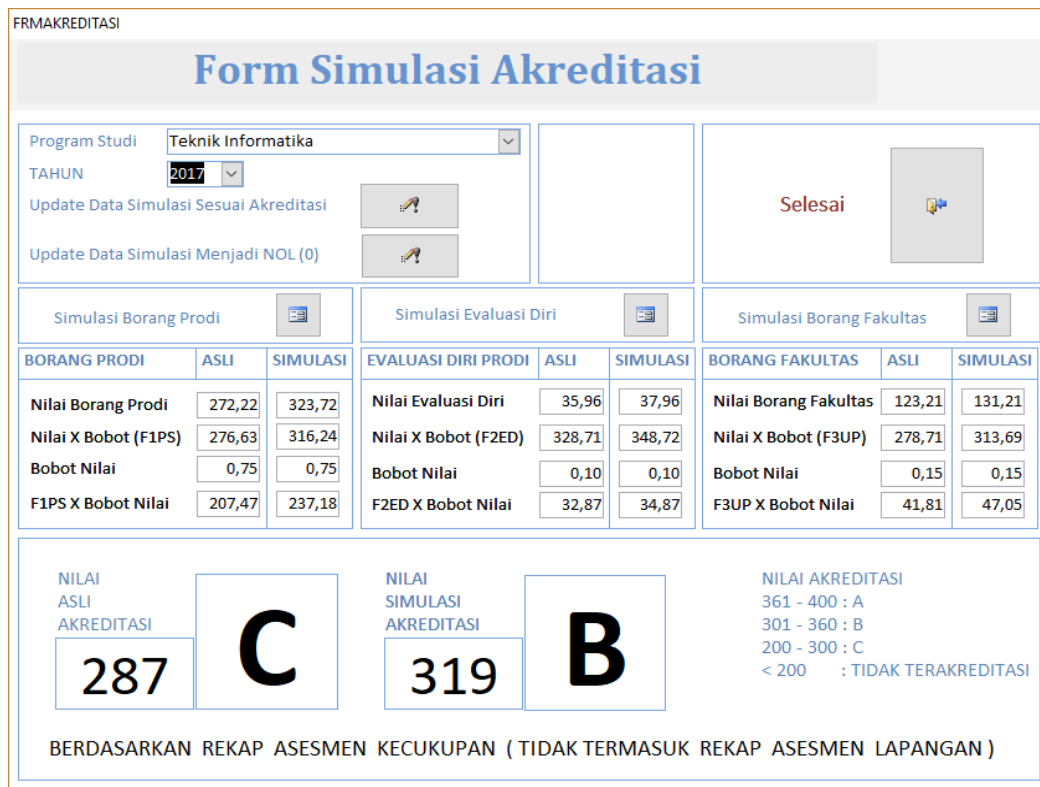 FRMAKREDITASI
Form Simulasi Akreditasi
Program Studi Teknik Informatika
TAHUN 2017
Update Data Simulasi Sesuai Akreditasi
Update Data Simulasi Menjadi NOL (0)
Selesai
Simulasi Borang Prodi
Simulasi Evaluasi Diri
Simulasi Borang Fakultas
BORANG PRODI ASLI SIMULASI
Nilai Borang Prodi 272,22 323,72
Nilai X Bobot (F1PS) 276,63 316,24
Bobot Nilai 0,75 0,75
F1PS X Bobot Nilai 207,47 237,18
EVALUASI DIRI PRODI ASLI SIMULASI
Nilai Evaluasi Diri 35,96 37,96
Nilai X Bobot (F2ED) 328,71 348,72
Bobot Nilai 0,10 0,10
F2ED X Bobot Nilai 32,87 34,87
BORANG FAKULTAS ASLI SIMULASI
Nilai Borang Fakultas 123,21 131,21
Nilai X Bobot (F3UP) 278,71 313,69
Bobot Nilai 0,15 0,15
F3UP X Bobot Nilai 41,81 47,05
NILAI
ASLI
AKREDITASI
287
C
NILAI
SIMULASI
AKREDITASI
319
B
NILAI AKREDITASI
361 - 400 : A
301 - 360 : B
200 - 300 : C
< 200 : TIDAK TERAKREDITASI
BERDASARKAN REKAP ASESMEN KECUKUPAN ( TIDAK TERMASUK REKAP ASESMEN LAPANGAN )